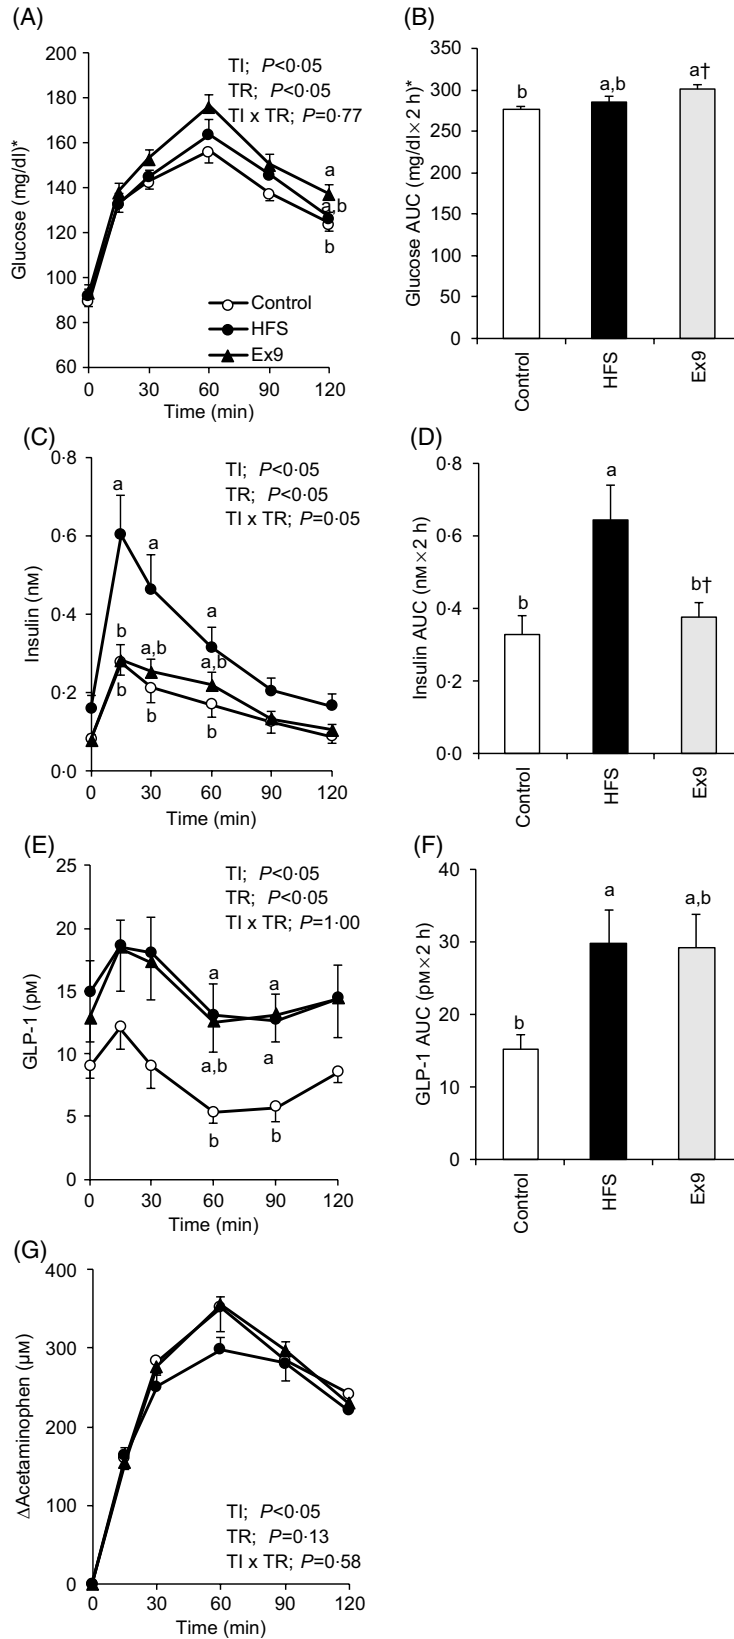 (A)
200
180
160
140
120
100
80
60
Glucose (mg/dl)*
TI; P<0·05
TR; P<0·05
TI x TR; P=0·77
a
a,b
b
Control
HFS
Ex9
0 30 60 90 120
Time (min)
(B)
350
300
250
200
150
100
50
0
Glucose AUC (mg/dl×2 h)*
b
a,b
a†
Control
HFS
Ex9
(C)
0·8
0·6
0·4
0·2
0·0
Insulin (nM)
TI; P<0·05
TR; P<0·05
TI x TR; P=0·05
a
a
a
b
a,b
a,b
b
b
b
0 30 60 90 120
Time (min)
(D)
0·8
0·6
0·4
0·2
0·0
Insulin AUC (nM×2 h)
b
a
b†
Control
HFS
Ex9
(E)
25
20
15
10
5
0
GLP-1 (pM)
TI; P<0·05
TR; P<0·05
TI x TR; P=1·00
a
a
a,b
a
b
b
0 30 60 90 120
Time (min)
(F)
40
30
20
10
0
GLP-1 AUC (pM×2 h)
b
a
a,b
Control
HFS
Ex9
(G)
400
300
200
100
0
ΔAcetaminophen (μM)
TI; P<0·05
TR; P=0·13
TI x TR; P=0·58
0 30 60 90 120
Time (min)